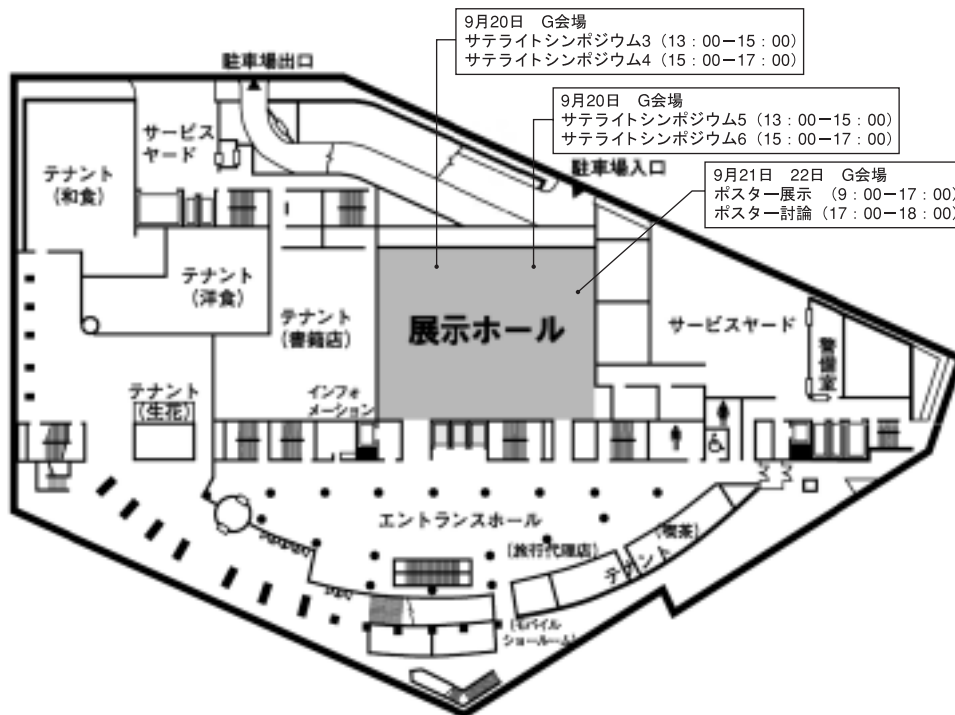 9月20日　G会場
サテライトシンポジウム3（13：00－15：00）
サテライトシンポジウム4（15：00－17：00）
駐車場出口
9月20日　G会場
サテライトシンポジウム5（13：00－15：00）
サテライトシンポジウム6（15：00－17：00）
駐車場入口
9月21日　22日　G会場
ポスター展示　（9：00－17：00）
ポスター討論（17：00－18：00）
サービス
ヤード
テナント
（和食）
テナント
（洋食）
テナント
（書籍店）
展示ホール
サービスヤード
警備室
テナント
（生花）
インフォ
メーション
エントランスホール
（旅行代理店）
（喫茶）
テナント
（モバイル
ショールーム）